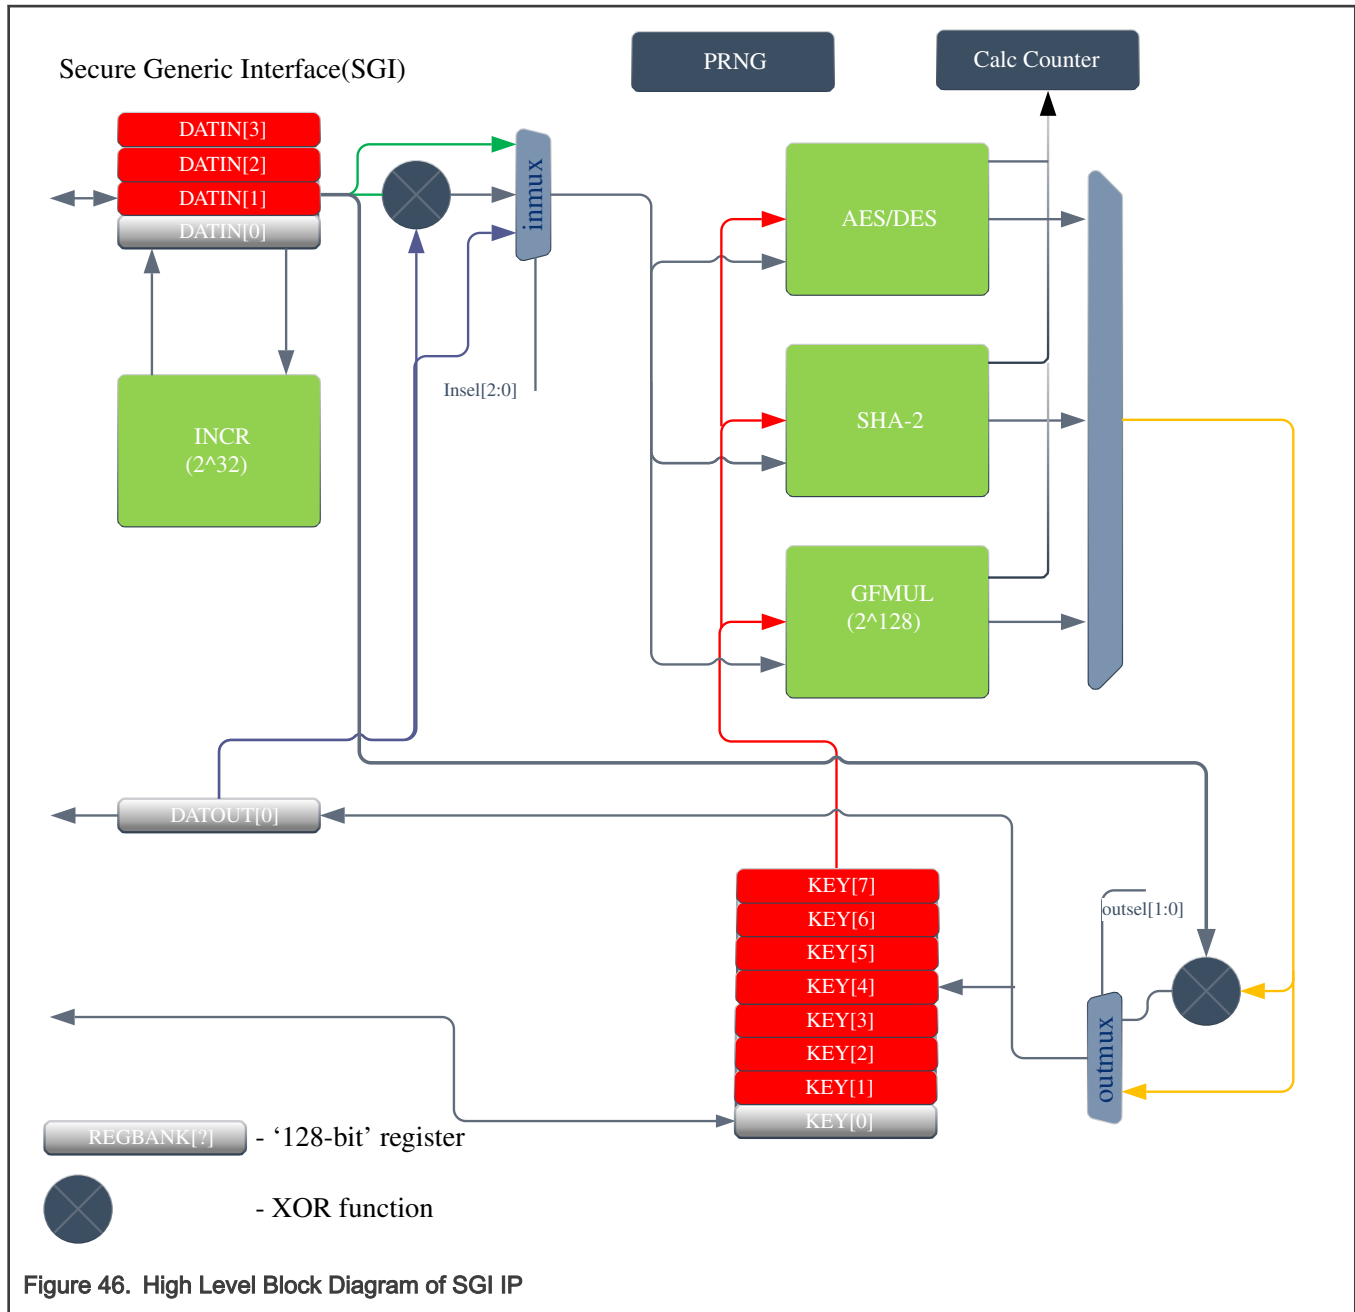 Secure Generic Interface(SGI)
PRNG
Calc Counter
DATIN[3]
DATIN[2]
DATIN[1]
DATIN[0]
inmux
AES/DES
Insel[2:0]
INCR
(2^32)
SHA-2
GFMUL
(2^128)
DATOUT[0]
KEY[7]
KEY[6]
KEY[5]
KEY[4]
KEY[3]
KEY[2]
KEY[1]
KEY[0]
outsel[1:0]
outmux
REGBANK[?]
- ‘128-bit’ register
- XOR function
Figure 46. High Level Block Diagram of SGI IP